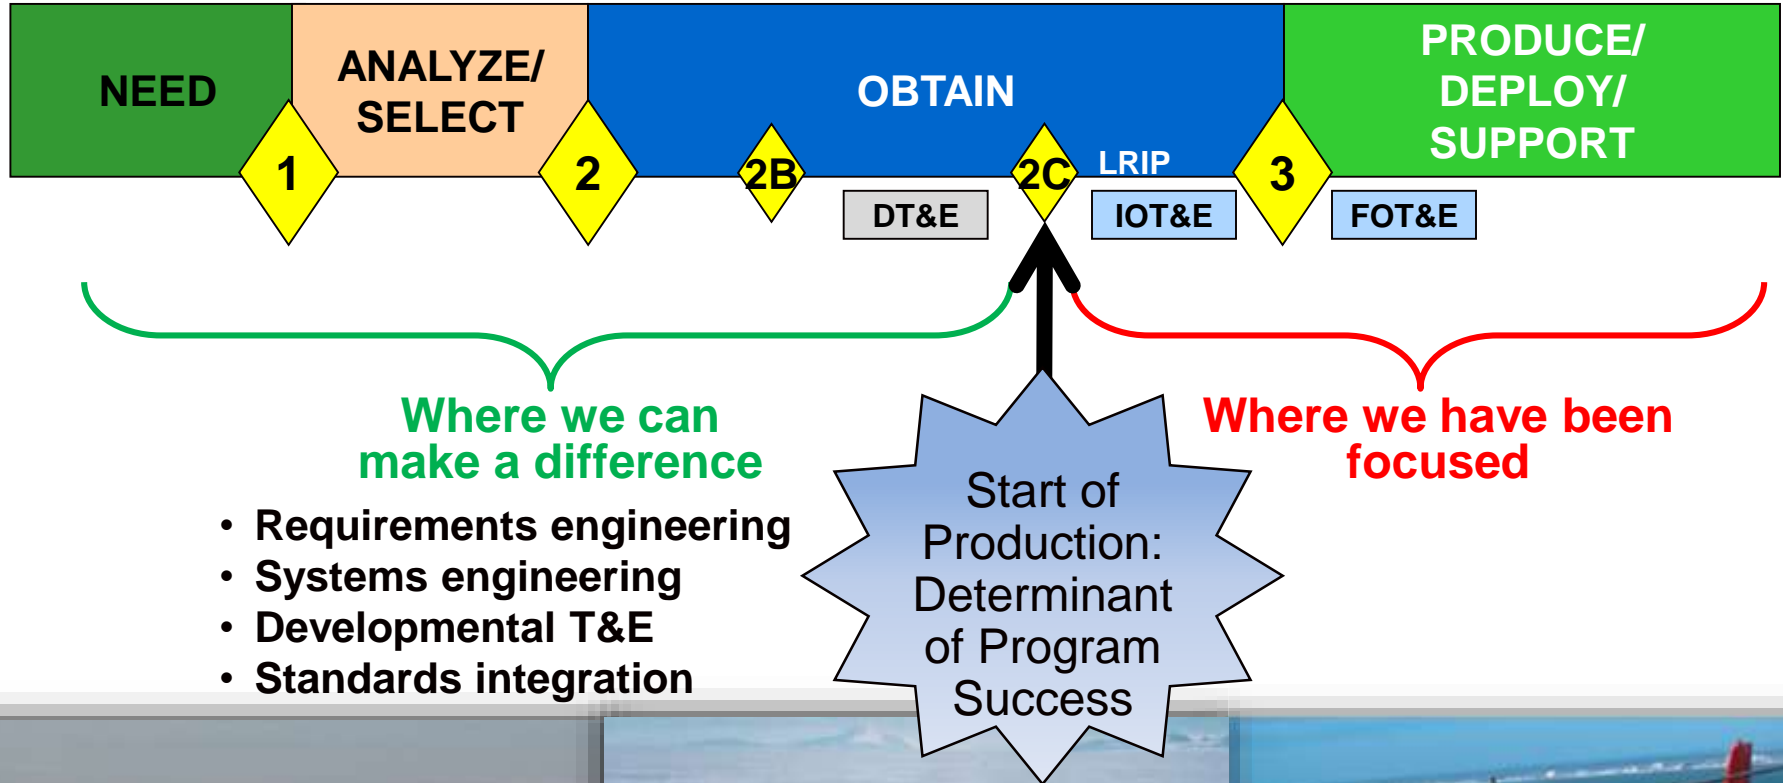 NEED
ANALYZE/
SELECT
OBTAIN
PRODUCE/
DEPLOY/
SUPPORT
1
2
2B
2C
LRIP
3
DT&E
IOT&E
FOT&E
Where we can
make a difference
• Requirements engineering
• Systems engineering
• Developmental T&E
• Standards integration
Start of
Production:
Determinant
of Program
Success
Where we have been
focused